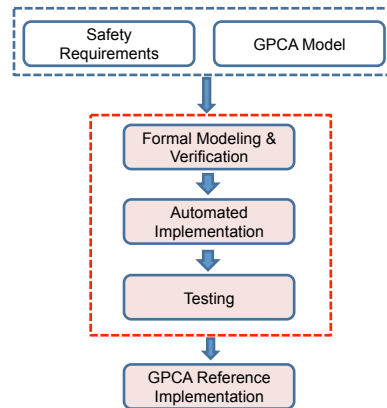 Safety
Requirements
GPCA Model
Formal Modeling &
Verification
Automated
Implementation
Testing
GPCA Reference
Implementation